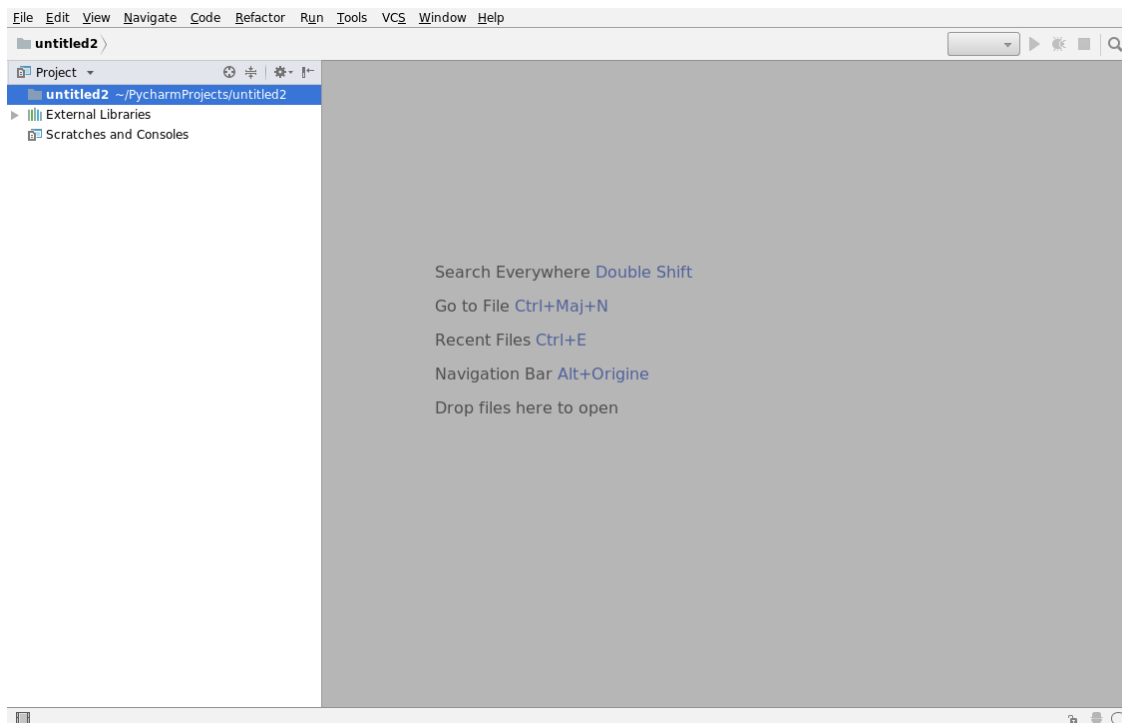 File Edit View Navigate Code Refactor Run Tools VCS Window Help
untitled2
Project
untitled2 ~/PycharmProjects/untitled2
External Libraries
Scratches and Consoles
Search Everywhere Double Shift
Go to File Ctrl+Maj+N
Recent Files Ctrl+E
Navigation Bar Alt+Origine
Drop files here to open